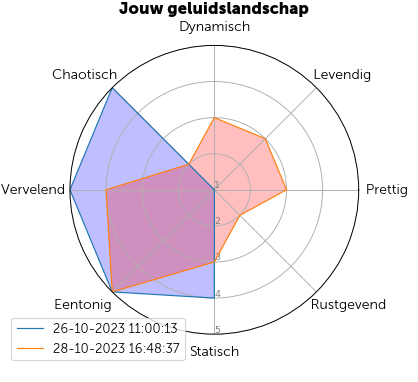 Jouw geluidslandschap
Dynamisch
Chaotisch
Levendig
Vervelend
1
Prettig
2
3
4
5
Eentonig
Rustgevend
Statisch
26-10-2023 11:00:13
28-10-2023 16:48:37